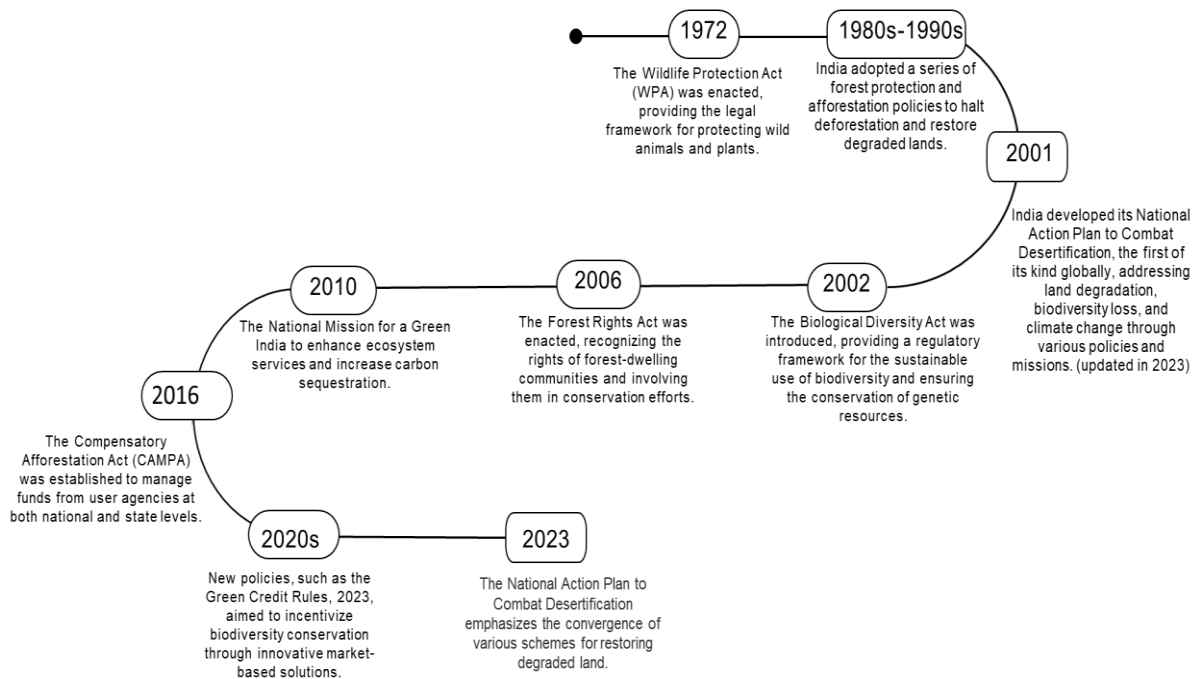 1972
The Wildlife Protection Act
(WPA) was enacted,
providing the legal
framework for protecting wild
animals and plants.
1980s-1990s
India adopted a series of
forest protection and
afforestation policies to halt
deforestation and restore
degraded lands.
2001
India developed its National
Action Plan to Combat
Desertification, the first of
its kind globally, addressing
land degradation,
biodiversity loss, and
climate change through
various policies and
missions. (updated in 2023)
2002
The Biological Diversity Act was
introduced, providing a regulatory
framework for the sustainable
use of biodiversity and ensuring
the conservation of genetic
resources.
2006
The Forest Rights Act was
enacted, recognizing the
rights of forest-dwelling
communities and involving
them in conservation efforts.
2010
The National Mission for a Green
India to enhance ecosystem
services and increase carbon
sequestration.
2016
The Compensatory
Afforestation Act (CAMPA)
was established to manage
funds from user agencies at
both national and state levels.
2020s
New policies, such as the
Green Credit Rules, 2023,
aimed to incentivize
biodiversity conservation
through innovative market-
based solutions.
2023
The National Action Plan to
Combat Desertification
emphasizes the convergence of
various schemes for restoring
degraded land.